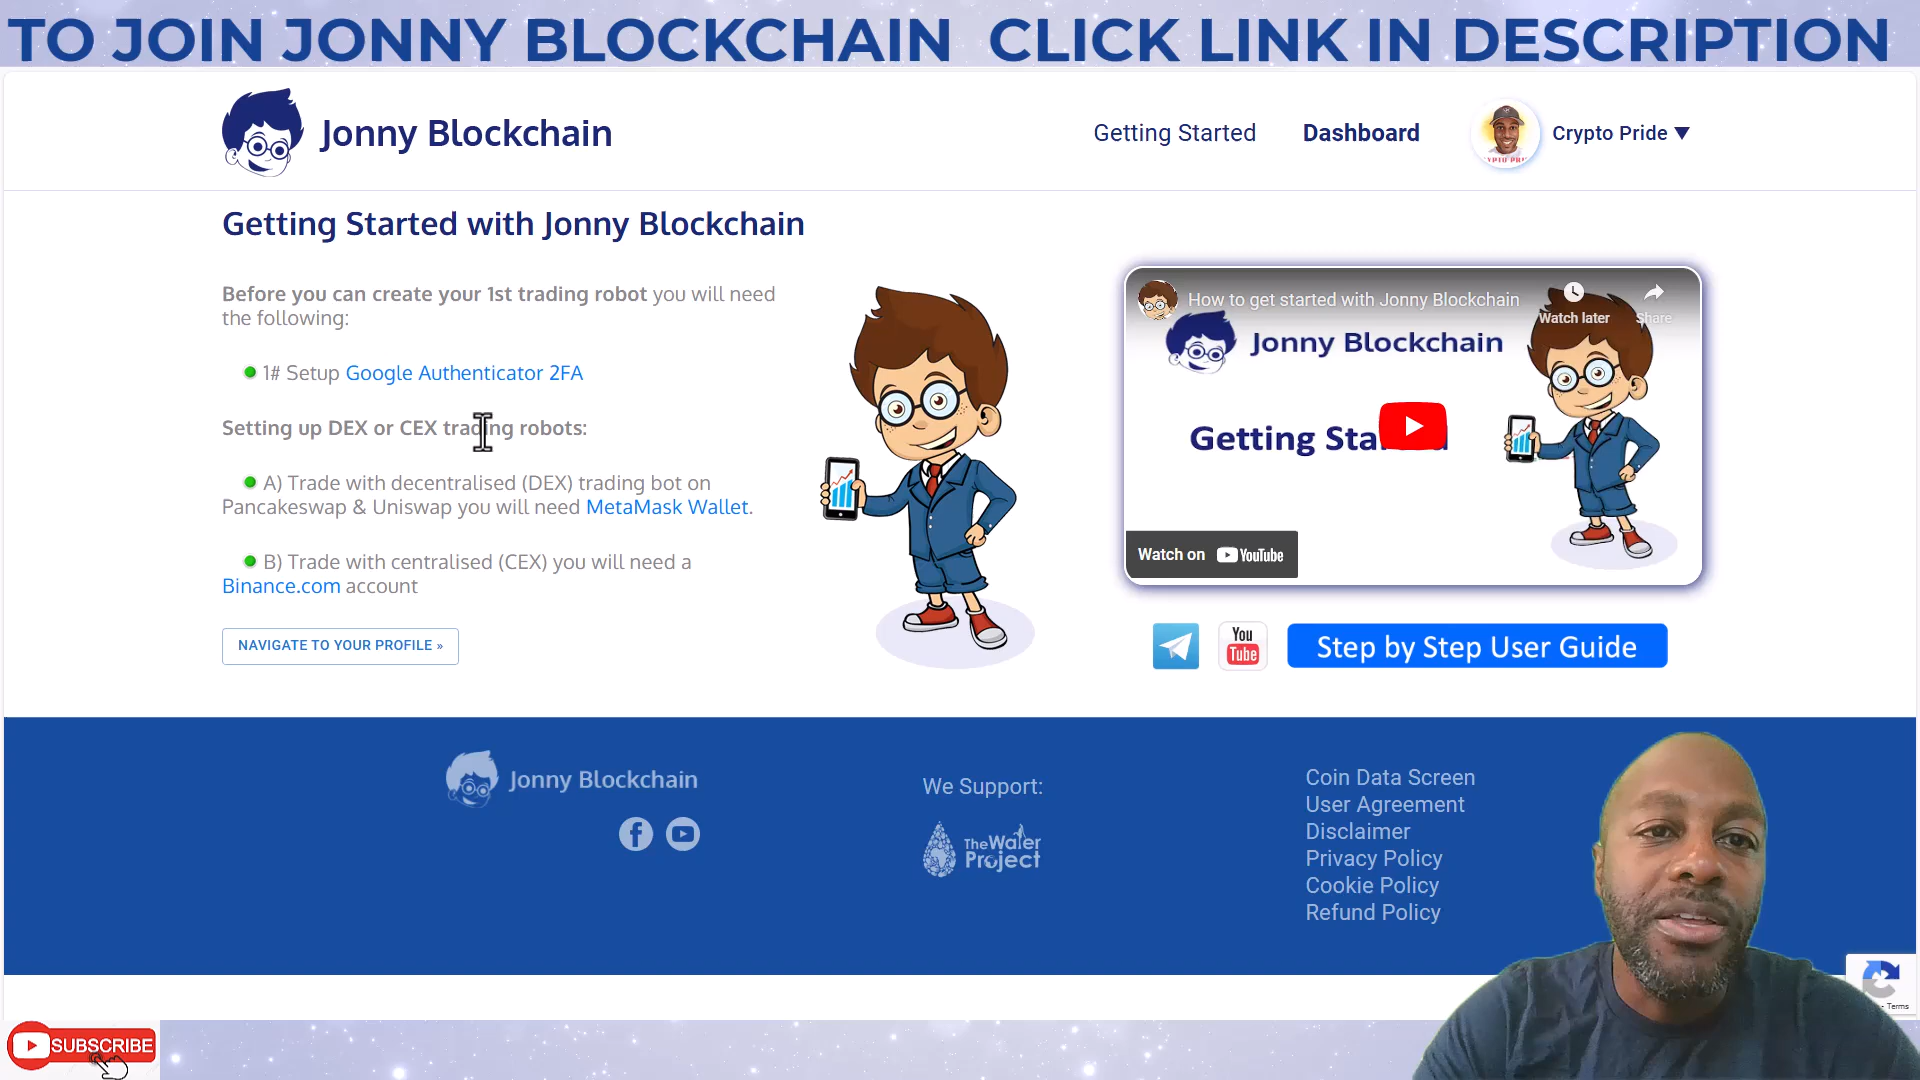 TO JOIN JONNY BLOCKCHAIN CLICK LINK IN DESCRIPTION
Jonny Blockchain
Getting Started
Dashboard
Crypto Pride ▼
Getting Started with Jonny Blockchain
Before you can create your 1st trading robot you will need
the following:
1# Setup Google Authenticator 2FA
Setting up DEX or CEX trading robots:
A) Trade with decentralised (DEX) trading bot on
Pancakeswap & Uniswap you will need MetaMask Wallet.
B) Trade with centralised (CEX) you will need a
Binance.com account
NAVIGATE TO YOUR PROFILE »
How to get started with Jonny Blockchain
Watch later
Share
Jonny Blockchain
Getting Sta
Watch on YouTube
You
Tube
Step by Step User Guide
Jonny Blockchain
We Support:
The Water
Project
Coin Data Screen
User Agreement
Disclaimer
Privacy Policy
Cookie Policy
Refund Policy
- Terms
SUBSCRIBE